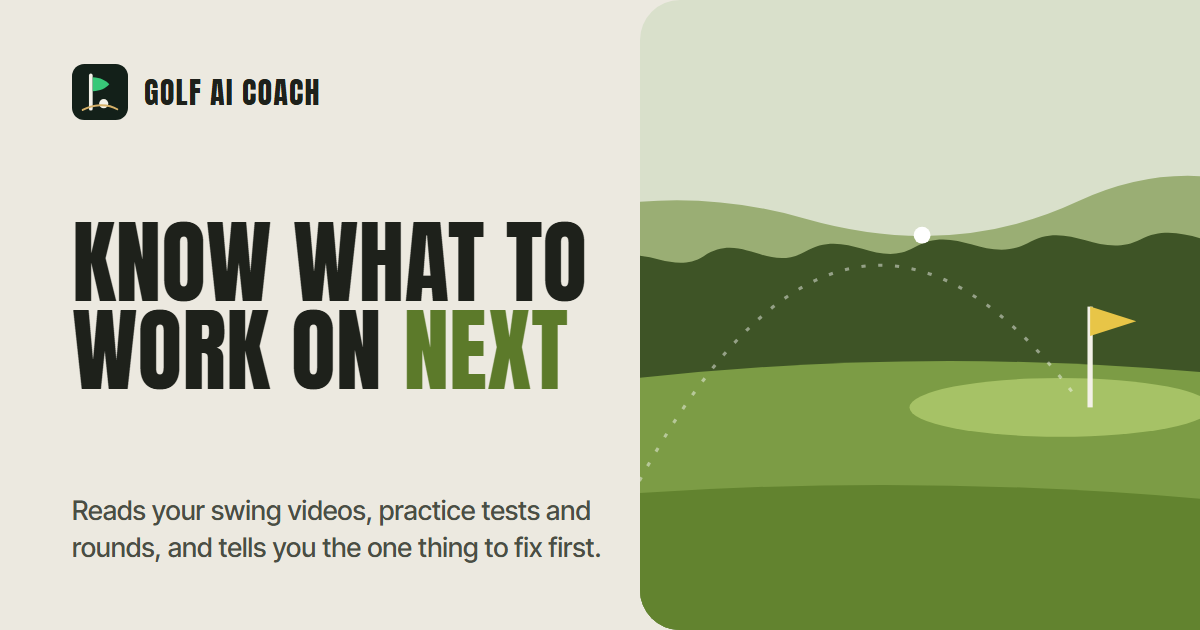 GOLF AI COACH
KNOW WHAT TO
WORK ON NEXT
Reads your swing videos, practice tests and
rounds, and tells you the one thing to fix first.